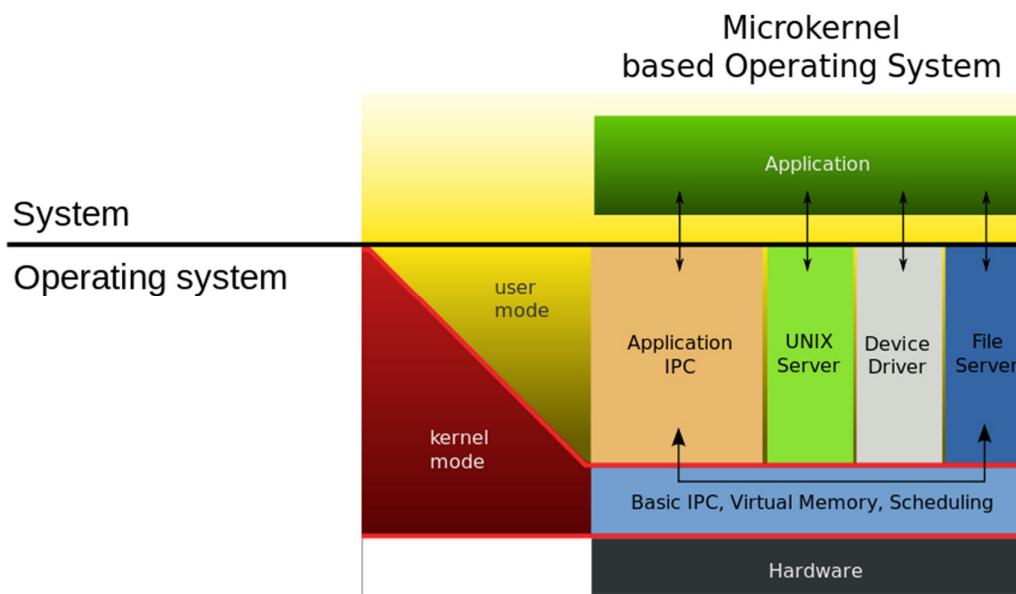 Microkernel
based Operating System
Application
System
Operating system
user
mode
kernel
mode
Application
IPC
UNIX
Server
Device
Driver
File
Server
Basic IPC, Virtual Memory, Scheduling
Hardware